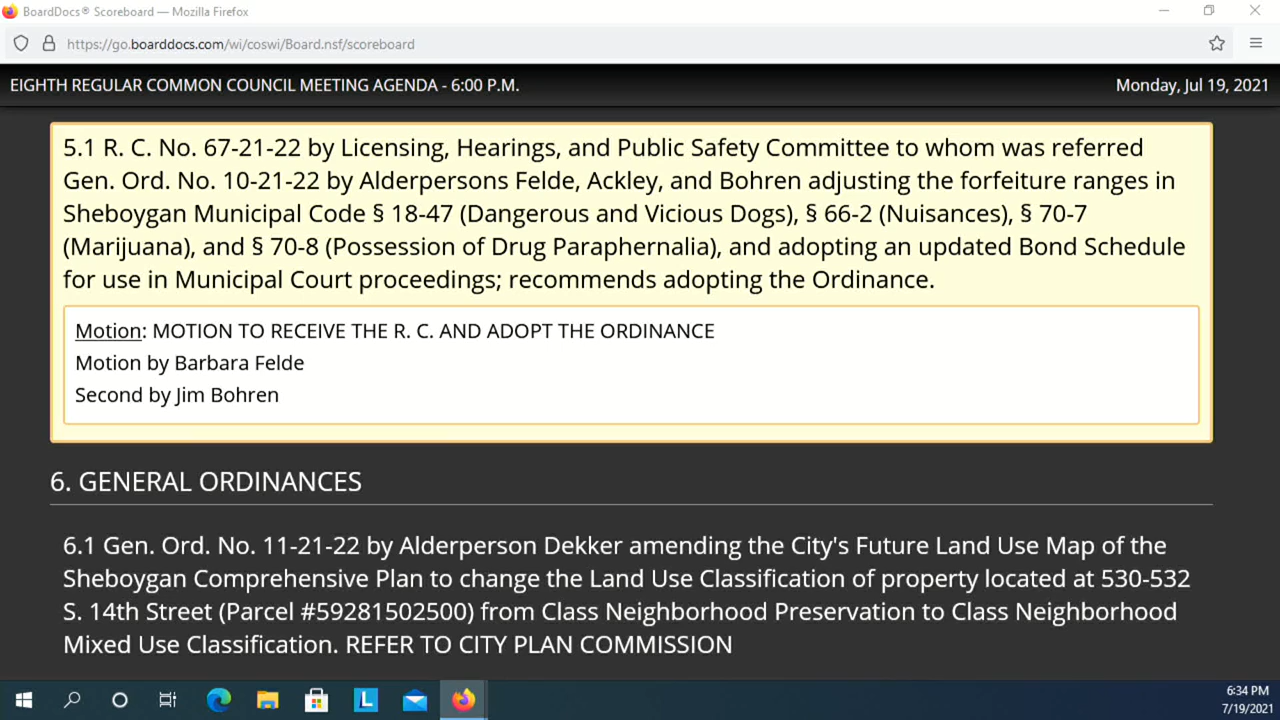 BoardDocs® Scoreboard — Mozilla Firefox
https://go.boarddocs.com/wi/coswi/Board.nsf/scoreboard
EIGHTH REGULAR COMMON COUNCIL MEETING AGENDA - 6:00 P.M.
Monday, Jul 19, 2021
5.1 R. C. No. 67-21-22 by Licensing, Hearings, and Public Safety Committee to whom was referred
Gen. Ord. No. 10-21-22 by Alderpersons Felde, Ackley, and Bohren adjusting the forfeiture ranges in
Sheboygan Municipal Code § 18-47 (Dangerous and Vicious Dogs), § 66-2 (Nuisances), § 70-7
(Marijuana), and § 70-8 (Possession of Drug Paraphernalia), and adopting an updated Bond Schedule
for use in Municipal Court proceedings; recommends adopting the Ordinance.
Motion: MOTION TO RECEIVE THE R. C. AND ADOPT THE ORDINANCE
Motion by Barbara Felde
Second by Jim Bohren
6. GENERAL ORDINANCES
6.1 Gen. Ord. No. 11-21-22 by Alderperson Dekker amending the City's Future Land Use Map of the
Sheboygan Comprehensive Plan to change the Land Use Classification of property located at 530-532
S. 14th Street (Parcel #59281502500) from Class Neighborhood Preservation to Class Neighborhood
Mixed Use Classification. REFER TO CITY PLAN COMMISSION
L
6:34 PM
7/19/2021